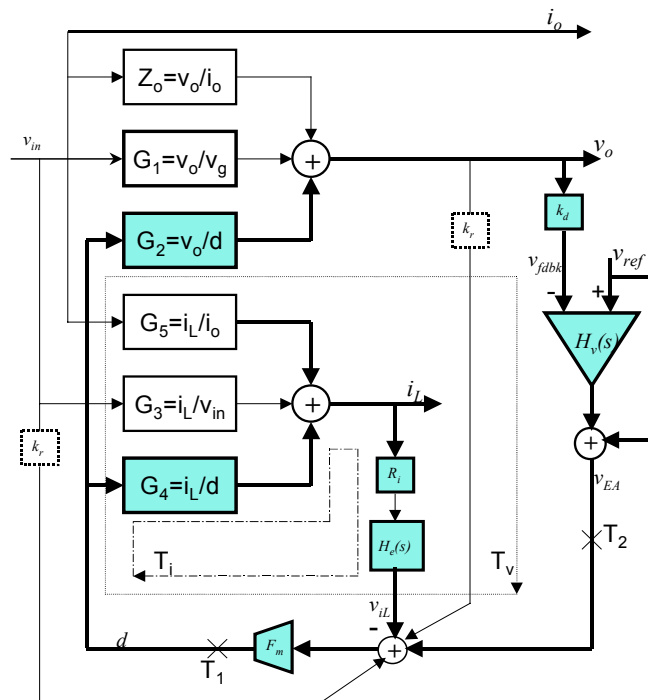 i_o
Z_o=v_o/i_o
v_in
G_1=v_o/v_g
+
v_o
k_r
k_d
G_2=v_o/d
v_fdbk
v_ref
-
+
G_5=i_L/i_o
H_v(s)
G_3=i_L/v_in
+
i_L
+
k_r
R_i
v_EA
G_4=i_L/d
H_e(s)
T_2
T_i
T_v
v_iL
-
d
F_m
+
T_1